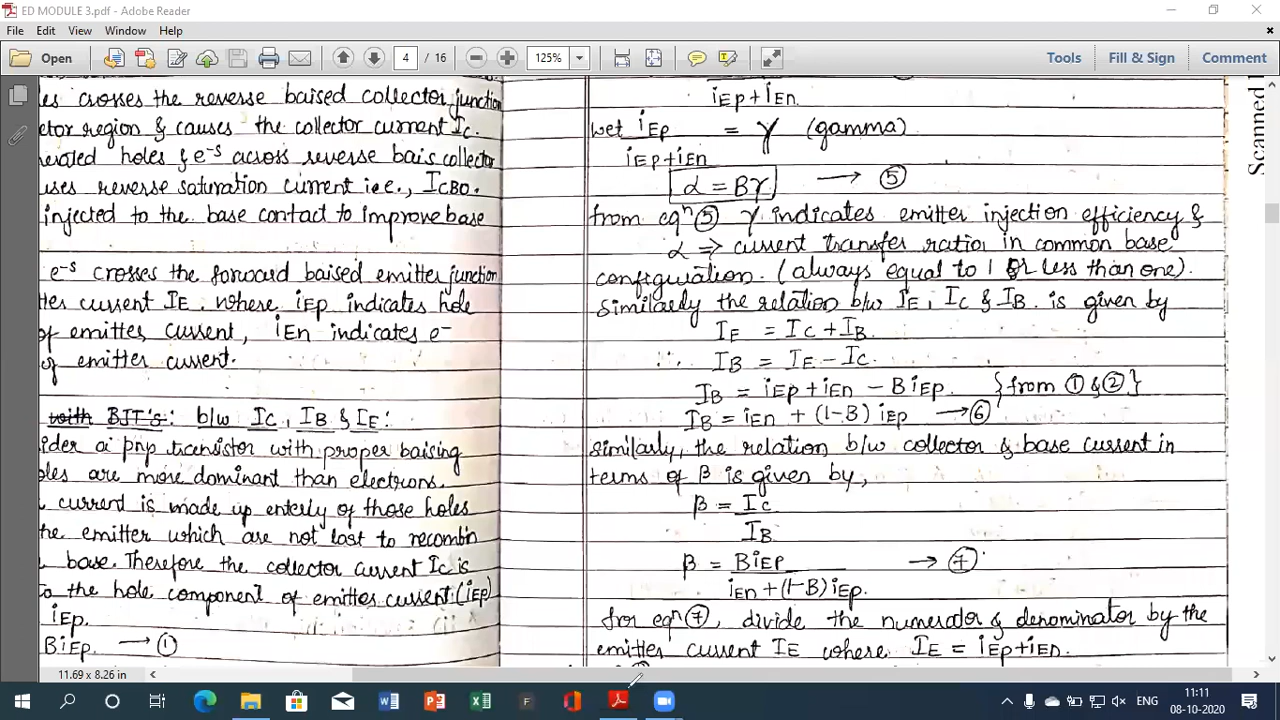 ED MODULE 3.pdf - Adobe Reader
File Edit View Window Help
Open 4 / 16 125% Tools Fill & Sign Comment
les crosses the reverse baised collector junction
ctor region & causes the collector current Ic.
erated holes & e-s across reverse bais collector
uses reverse saturation current i.e., ICBO.
injected to the base contact to improve base
e-s crosses the forward baised emitter junction
tter current IE. where iEp indicates hole
of emitter current, iEn indicates e-
of emitter current.
with BJT's: b/w Ic, IB & IE:
ider a pnp transistor with proper baising
oles are more dominant than electrons.
current is made up enterly of those holes
the emitter which are not lost to recombn
base. Therefore the collector current Ic is
to the hole component of emitter current (iEp)
iEp.
BiEp. → ①
iEp+iEn
wet iEp = γ (gamma)
iEp+iEn
α = Bγ → ⑤
from eqn ⑤ γ indicates emitter injection efficiency &
α ⇒ current transfer ratio in common base
configuration. (always equal to 1 or less than one).
similarly the relation b/w IE, IC & IB is given by
IE = IC + IB.
∴ IB = IE - IC.
IB = iEp + iEn - BiEp. {from ① & ②}
IB = iEn + (1-B) iEp → ⑥
similarly, the relation b/w collector & base current in
terms of β is given by,
β = Ic
IB
β = BiEp → ⑦
iEn + (1-B) iEp.
for eqn ⑦, divide the numerator & denominator by the
emitter current IE where IE = iEp+iEn.
Scanned
11.69 x 8.26 in
ENG 11:11
08-10-2020